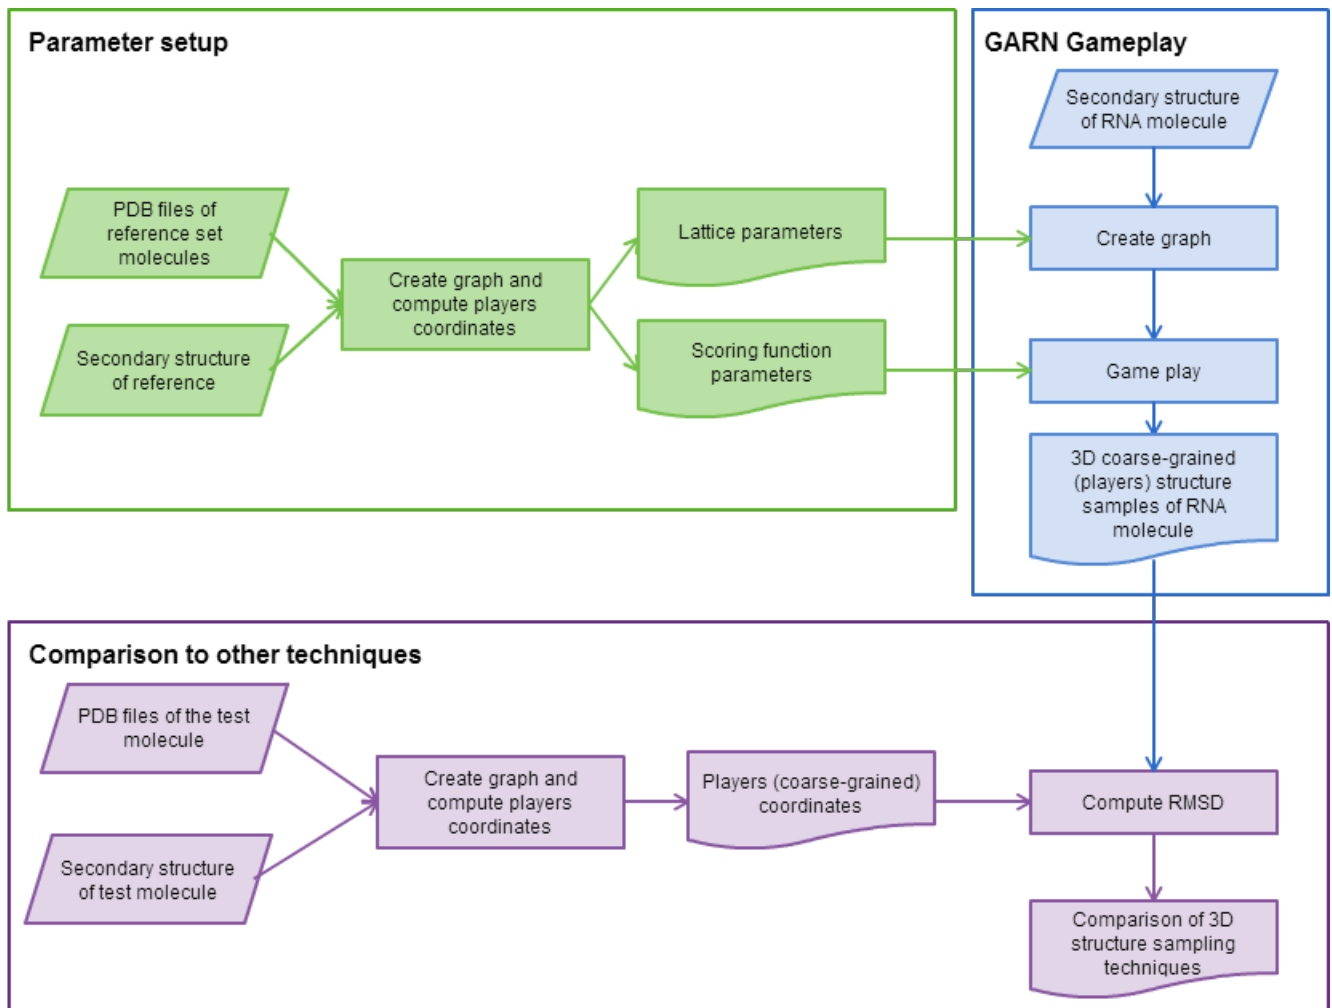 Parameter setup
PDB files of
reference set
molecules
Secondary structure
of reference
Create graph and
compute players
coordinates
Lattice parameters
Scoring function
parameters
GARN Gameplay
Secondary structure
of RNA molecule
Create graph
Game play
3D coarse-grained
(players) structure
samples of RNA
molecule
Comparison to other techniques
PDB files of the test
molecule
Secondary structure
of test molecule
Create graph and
compute players
coordinates
Players (coarse-grained)
coordinates
Compute RMSD
Comparison of 3D
structure sampling
techniques